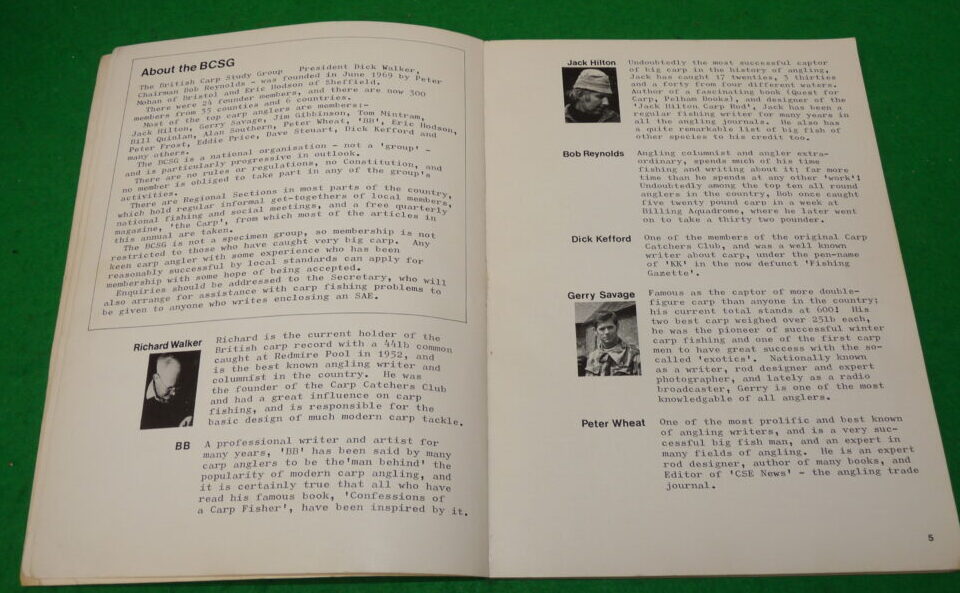 About the BCSG
The British Carp Study Group President Dick Walker,
Chairman Bob Reynolds - was founded in June 1969 by Peter
Mohan of Bristol and Eric Hodson of Sheffield.
There were 24 founder members, and there are now 300
members from 55 counties and 6 countries.
Most of the top carp anglers are members:-
Jack Hilton, Gerry Savage, Jim Gibbinson, Tom Mintram,
Bill Quinlan, Alan Southern, Peter Wheat, 'BB', Eric Hodson,
Peter Frost, Eddie Price, Dave Steuart, Dick Kefford and
many others.
The BCSG is a national organisation - not a 'group' -
and is particularly progressive in outlook.
There are no rules or regulations, no Constitution, and
no member is obliged to take part in any of the group's
activities.
There are Regional Sections in most parts of the country,
which hold regular informal get-togethers of local members,
national fishing and social meetings, and a free quarterly
magazine, 'the Carp', from which most of the articles in
this annual are taken.
The BCSG is not a specimen group, so membership is not
restricted to those who have caught very big carp. Any
keen carp angler with some experience who has been
reasonably successful by local standards can apply for
membership with some hope of being accepted.
Enquiries should be addressed to the Secretary, who will
also arrange for assistance with carp fishing problems to
be given to anyone who writes enclosing an SAE.
Richard Walker
Richard is the current holder of the
British carp record with a 44lb common
caught at Redmire Pool in 1952, and
is the best known angling writer and
columnist in the country. He was
the founder of the Carp Catchers Club
and had a great influence on carp
fishing, and is responsible for the
basic design of much modern carp tackle.
BB
A professional writer and artist for
many years, 'BB' has been said by many
carp anglers to be the'man behind' the
popularity of modern carp angling, and
it is certainly true that all who have
read his famous book, 'Confessions of
a Carp Fisher', have been inspired by it.
Jack Hilton
Undoubtedly the most successful captor
of big carp in the history of angling,
Jack has caught 17 twenties, 5 thirties
and a forty from four different waters.
Author of a fascinating book (Quest for
Carp, Pelham Books), and designer of the
'Jack Hilton Carp Rod', Jack has been a
regular fishing writer for many years in
all the angling journals. He also has
a quite remarkable list of big fish of
other species to his credit too.
Bob Reynolds
Angling columnist and angler extra-
ordinary, spends much of his time
fishing and writing about it; far more
time than he spends at any other 'work'!
Undoubtedly among the top ten all round
anglers in the country, Bob once caught
five twenty pound carp in a week at
Billing Aquadrome, where he later went
on to take a thirty two pounder.
Dick Kefford
One of the members of the original Carp
Catchers Club, and was a well known
writer about carp, under the pen-name
of 'KK' in the now defunct 'Fishing
Gazette'.
Gerry Savage
Famous as the captor of more double-
figure carp than anyone in the country;
his current total stands at 600! His
two best carp weighed over 25lb each,
he was the pioneer of successful winter
carp fishing and one of the first carp
men to have great success with the so-
called 'exotics'. Nationally known
as a writer, rod designer and expert
photographer, and lately as a radio
broadcaster, Gerry is one of the most
knowledgable of all anglers.
Peter Wheat
One of the most prolific and best known
of angling writers, and is a very suc-
cessful big fish man, and an expert in
many fields of angling. He is an expert
rod designer, author of many books, and
Editor of 'CSE News' - the angling trade
journal.
5